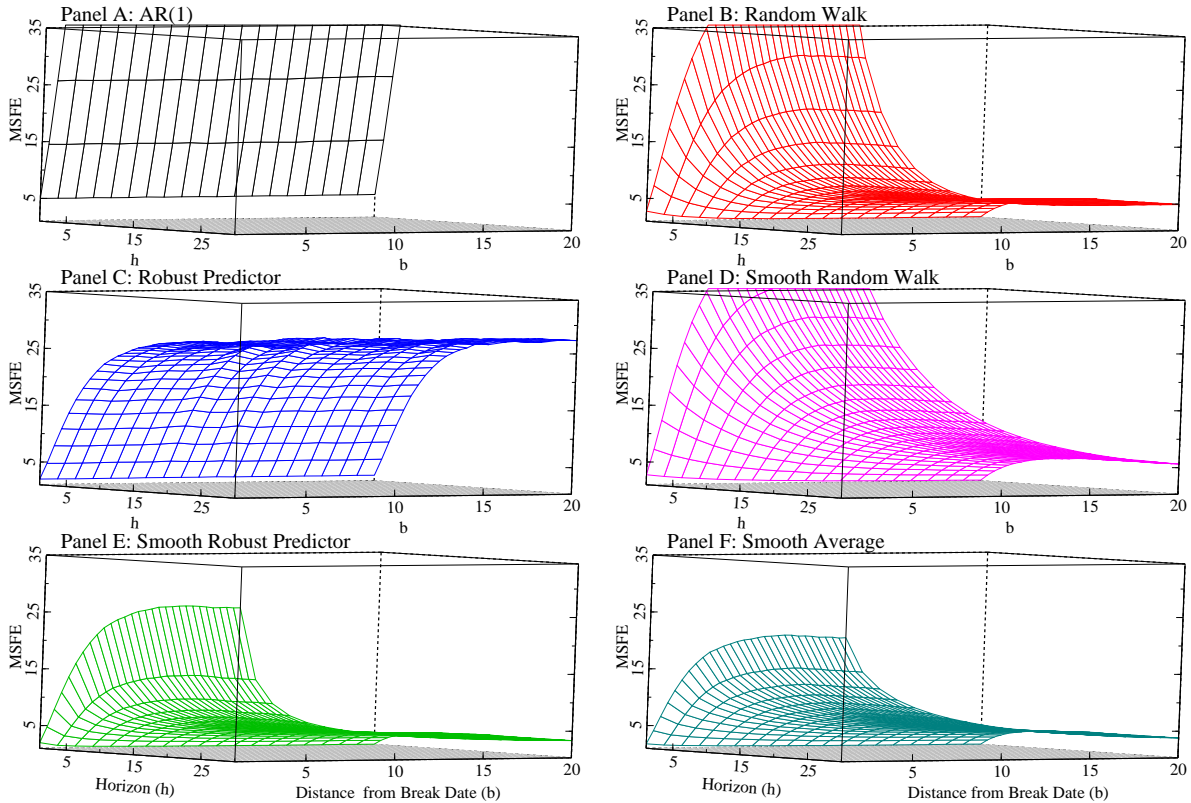 Panel A: AR(1)
MSFE
35
25
15
5
5
15
25
h
5
10
15
20
b
Panel B: Random Walk
MSFE
35
25
15
5
5
15
25
h
5
10
15
20
b
Panel C: Robust Predictor
MSFE
35
25
15
5
5
15
25
h
5
10
15
20
b
Panel D: Smooth Random Walk
MSFE
35
25
15
5
5
15
25
h
5
10
15
20
b
Panel E: Smooth Robust Predictor
MSFE
35
25
15
5
5
15
25
Horizon (h)
5
10
15
20
Distance from Break Date (b)
Panel F: Smooth Average
MSFE
35
25
15
5
5
15
25
Horizon (h)
5
10
15
20
Distance from Break Date (b)